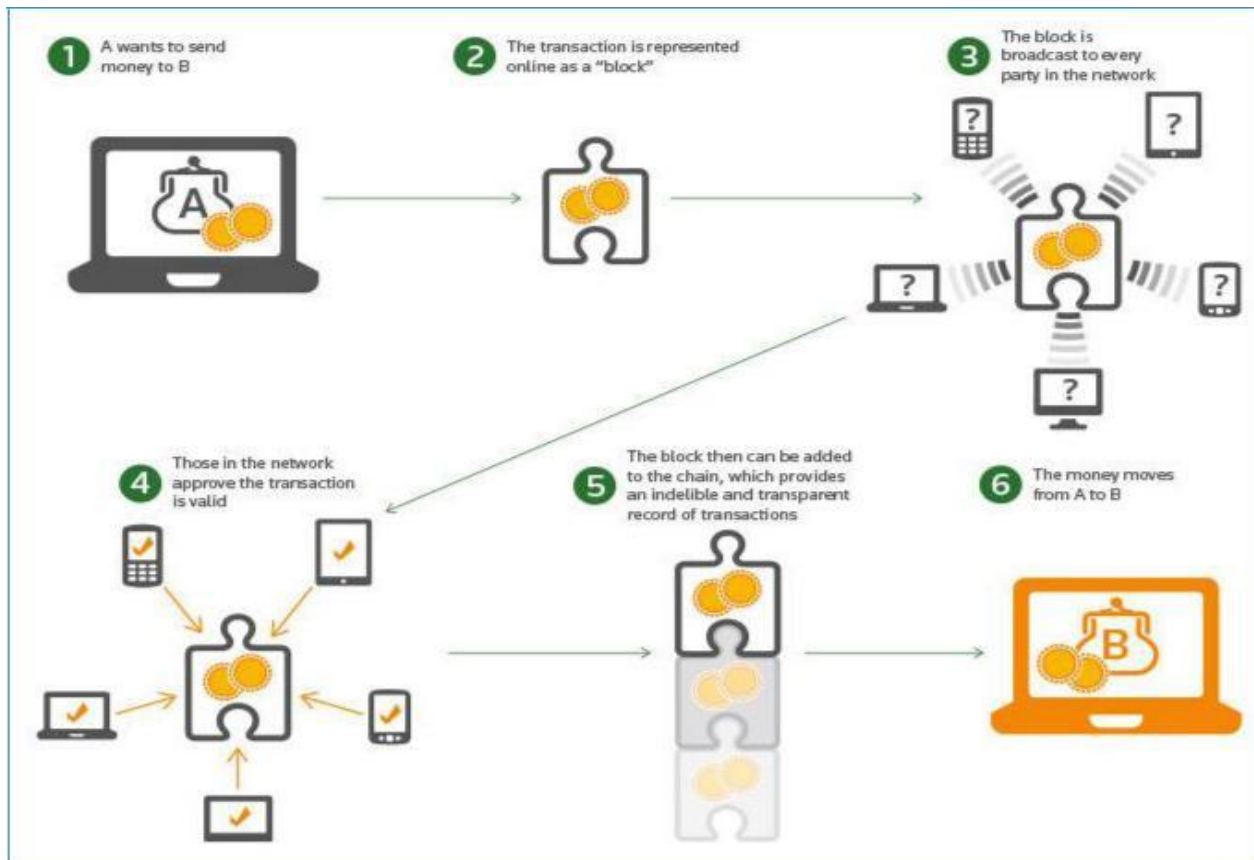 1 A wants to send
money to B
A
2 The transaction is represented
online as a “block”
3 The block is
broadcast to every
party in the network
?
?
?
?
?
4 Those in the network
approve the transaction
is valid
5 The block then can be added
to the chain, which provides
an indelible and transparent
record of transactions
6 The money moves
from A to B
B